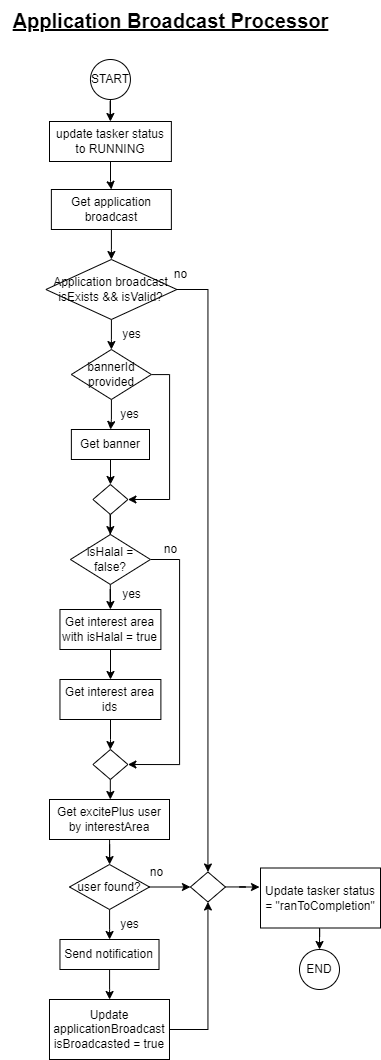 Application Broadcast Processor
START
update tasker status
to RUNNING
Get application
broadcast
Application broadcast
isExists && isValid?
no
yes
bannerId
provided
yes
Get banner
isHalal =
false?
no
yes
Get interest area
with isHalal = true
Get interest area
ids
Get excitePlus user
by interestArea
user found?
no
yes
Send notification
Update
applicationBroadcast
isBroadcasted = true
Update tasker status
= "ranToCompletion"
END